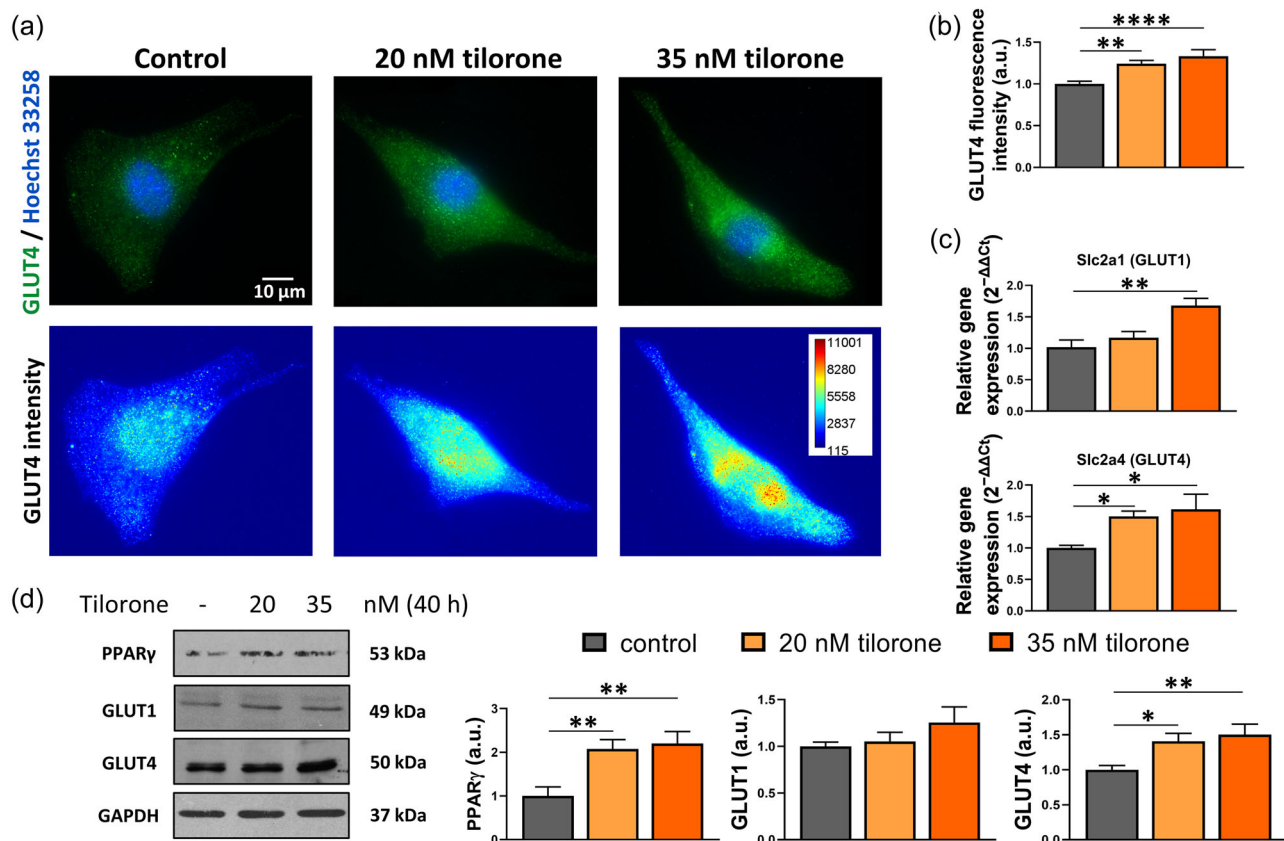 (a)
Control
20 nM tilorone
35 nM tilorone
GLUT4 / Hoechst 33258
10 µm
GLUT4 intensity
11001
8280
5558
2837
115
(b)
GLUT4 fluorescence
intensity (a.u.)
1.5
1.0
0.5
0.0
**
****
(c)
Slc2a1 (GLUT1)
Relative gene
expression (2−ΔΔCt)
2.0
1.5
1.0
0.5
0.0
**
Slc2a4 (GLUT4)
Relative gene
expression (2−ΔΔCt)
2.0
1.5
1.0
0.5
0.0
*
*
(d)
Tilorone - 20 35 nM (40 h)
PPARγ 53 kDa
GLUT1 49 kDa
GLUT4 50 kDa
GAPDH 37 kDa
control 20 nM tilorone 35 nM tilorone
PPARγ (a.u.)
3
2
1
0
**
**
GLUT1 (a.u.)
1.5
1.0
0.5
0.0
GLUT4 (a.u.)
2.0
1.5
1.0
0.5
0.0
**
*